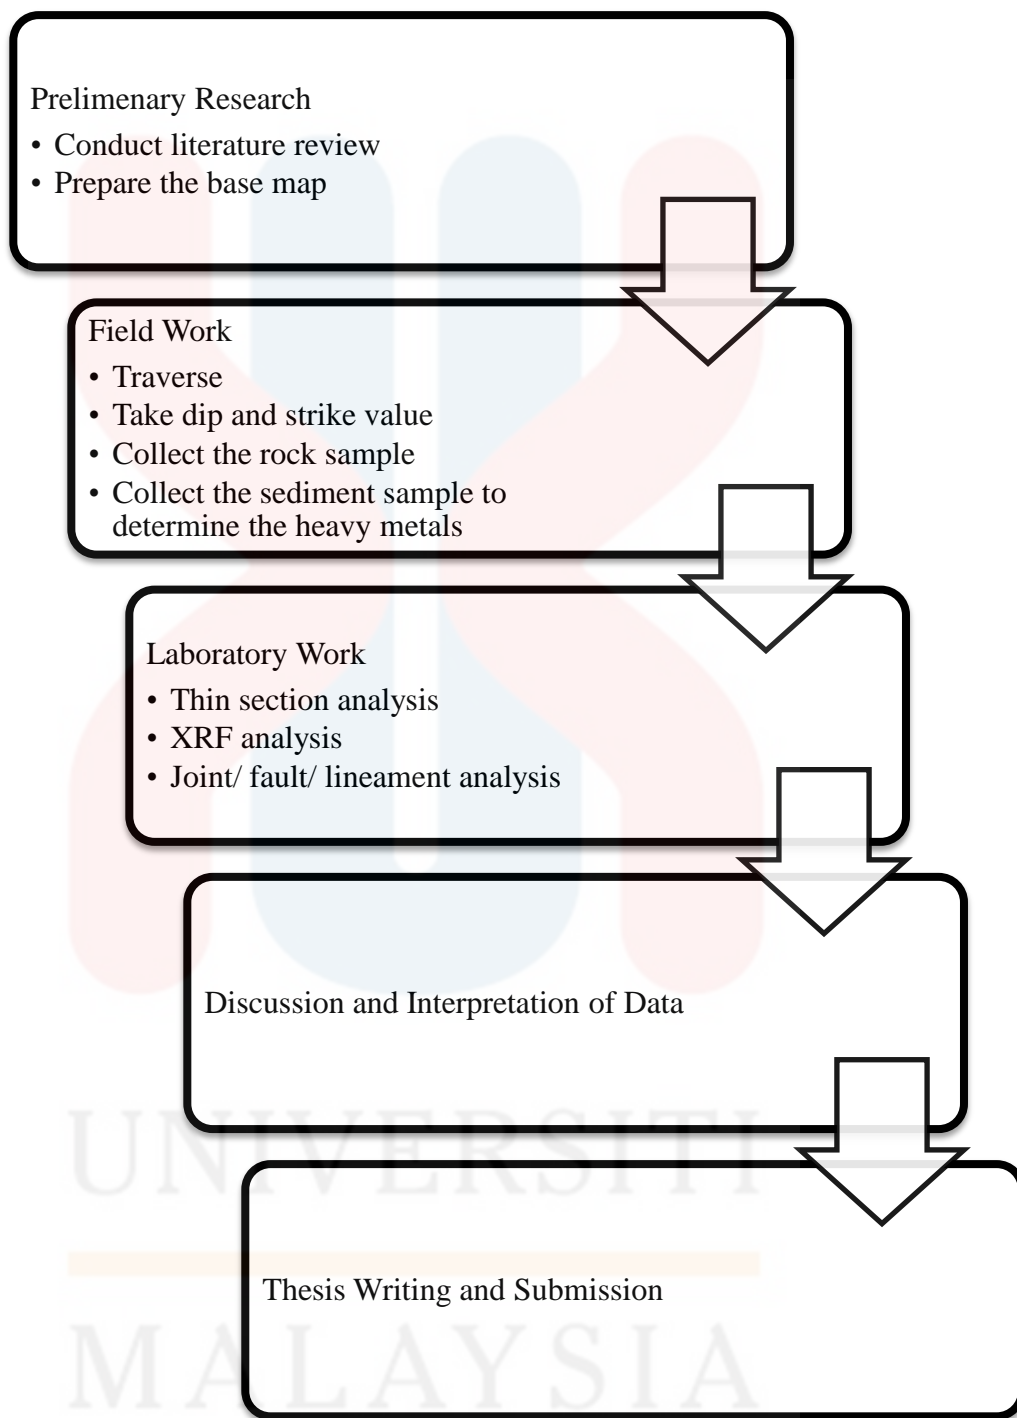 Prelimenary Research
• Conduct literature review
• Prepare the base map
Field Work
• Traverse
• Take dip and strike value
• Collect the rock sample
• Collect the sediment sample to
determine the heavy metals
Laboratory Work
• Thin section analysis
• XRF analysis
• Joint/ fault/ lineament analysis
Discussion and Interpretation of Data
UNIVERSITI
Thesis Writing and Submission
MALAYSIA